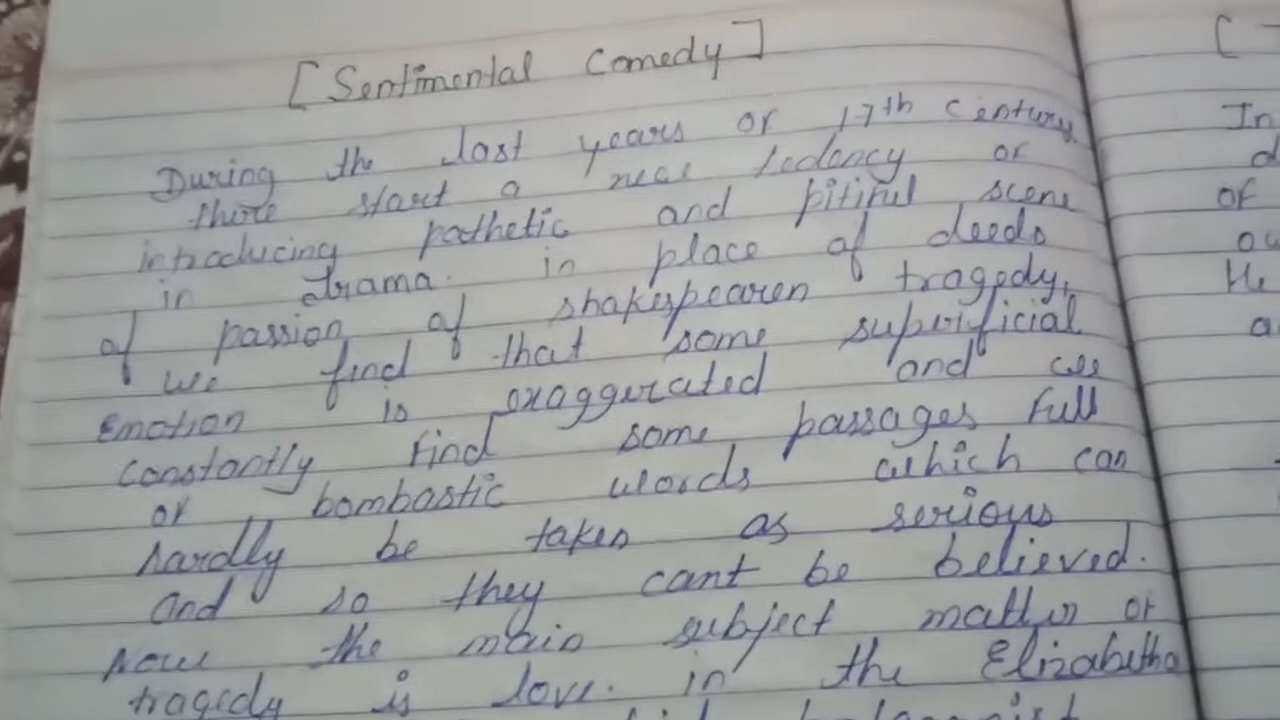 [Sentimental Comedy]
During the last years of 17th century
there start a new tedency of
introducing pathetic and pitiful scene
in drama. in place of deeds
of passion of shakespearen tragedy,
we find that some superficial
Emotion is exaggerated and we
constantly find some passages full
of bombastic words which can
hardly be taken as serious
and so they cant be believed.
Now the main subject matter of
tragedy is love. in the Elizabetha
[
In
of
He